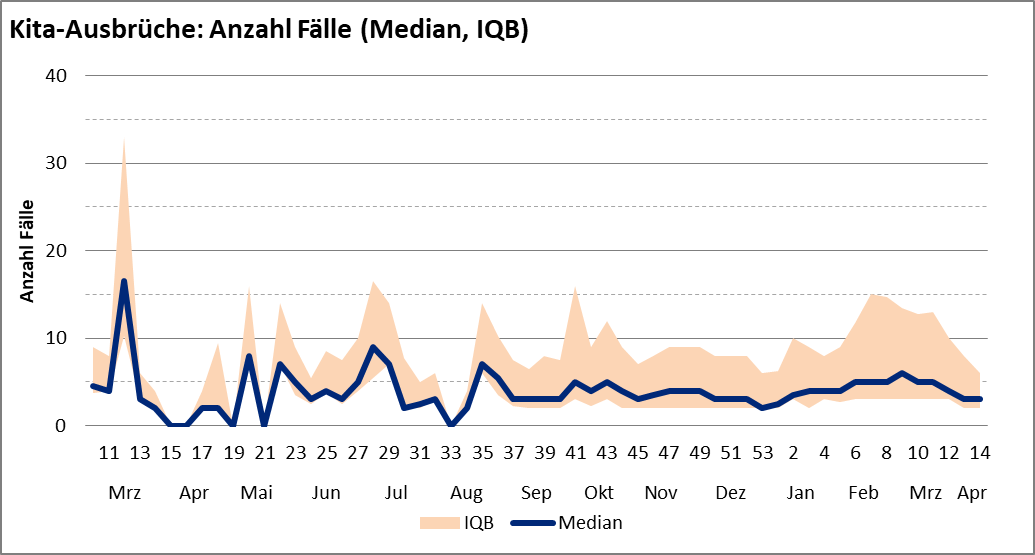 Kita-Ausbrüche: Anzahl Fälle (Median, IQB)
40
30
20
10
0
Anzahl Fälle
11 13 15 17 19 21 23 25 27 29 31 33 35 37 39 41 43 45 47 49 51 53 2 4 6 8 10 12 14
Mrz Apr Mai Jun Jul Aug Sep Okt Nov Dez Jan Feb Mrz Apr
IQB Median